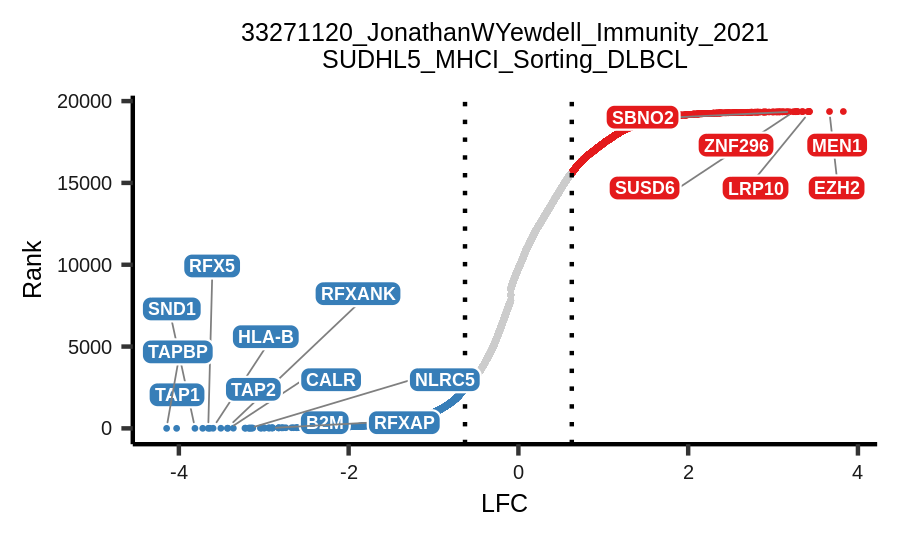 33271120_JonathanWYewdell_Immunity_2021
SUDHL5_MHCI_Sorting_DLBCL
Rank
20000
15000
10000
5000
0
SBNO2
ZNF296
MEN1
SUSD6
LRP10
EZH2
RFX5
RFXANK
SND1
HLA-B
TAPBP
CALR
NLRC5
TAP1
TAP2
B2M
RFXAP
-4
-2
0
2
4
LFC